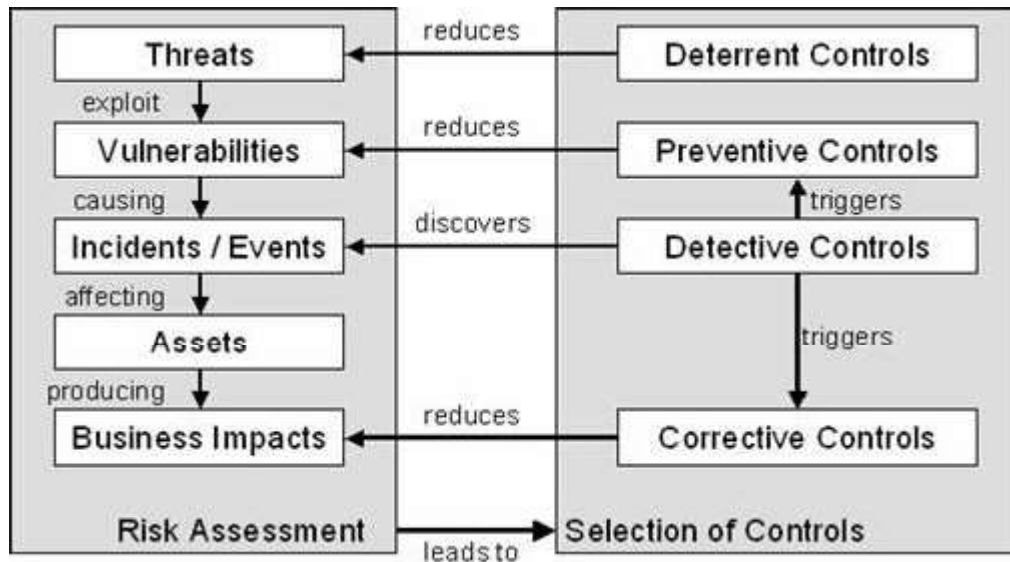 Threats
reduces
Deterrent Controls
exploit
Vulnerabilities
reduces
Preventive Controls
causing
triggers
Incidents / Events
discovers
Detective Controls
affecting
Assets
triggers
producing
Business Impacts
reduces
Corrective Controls
Risk Assessment
leads to
Selection of Controls